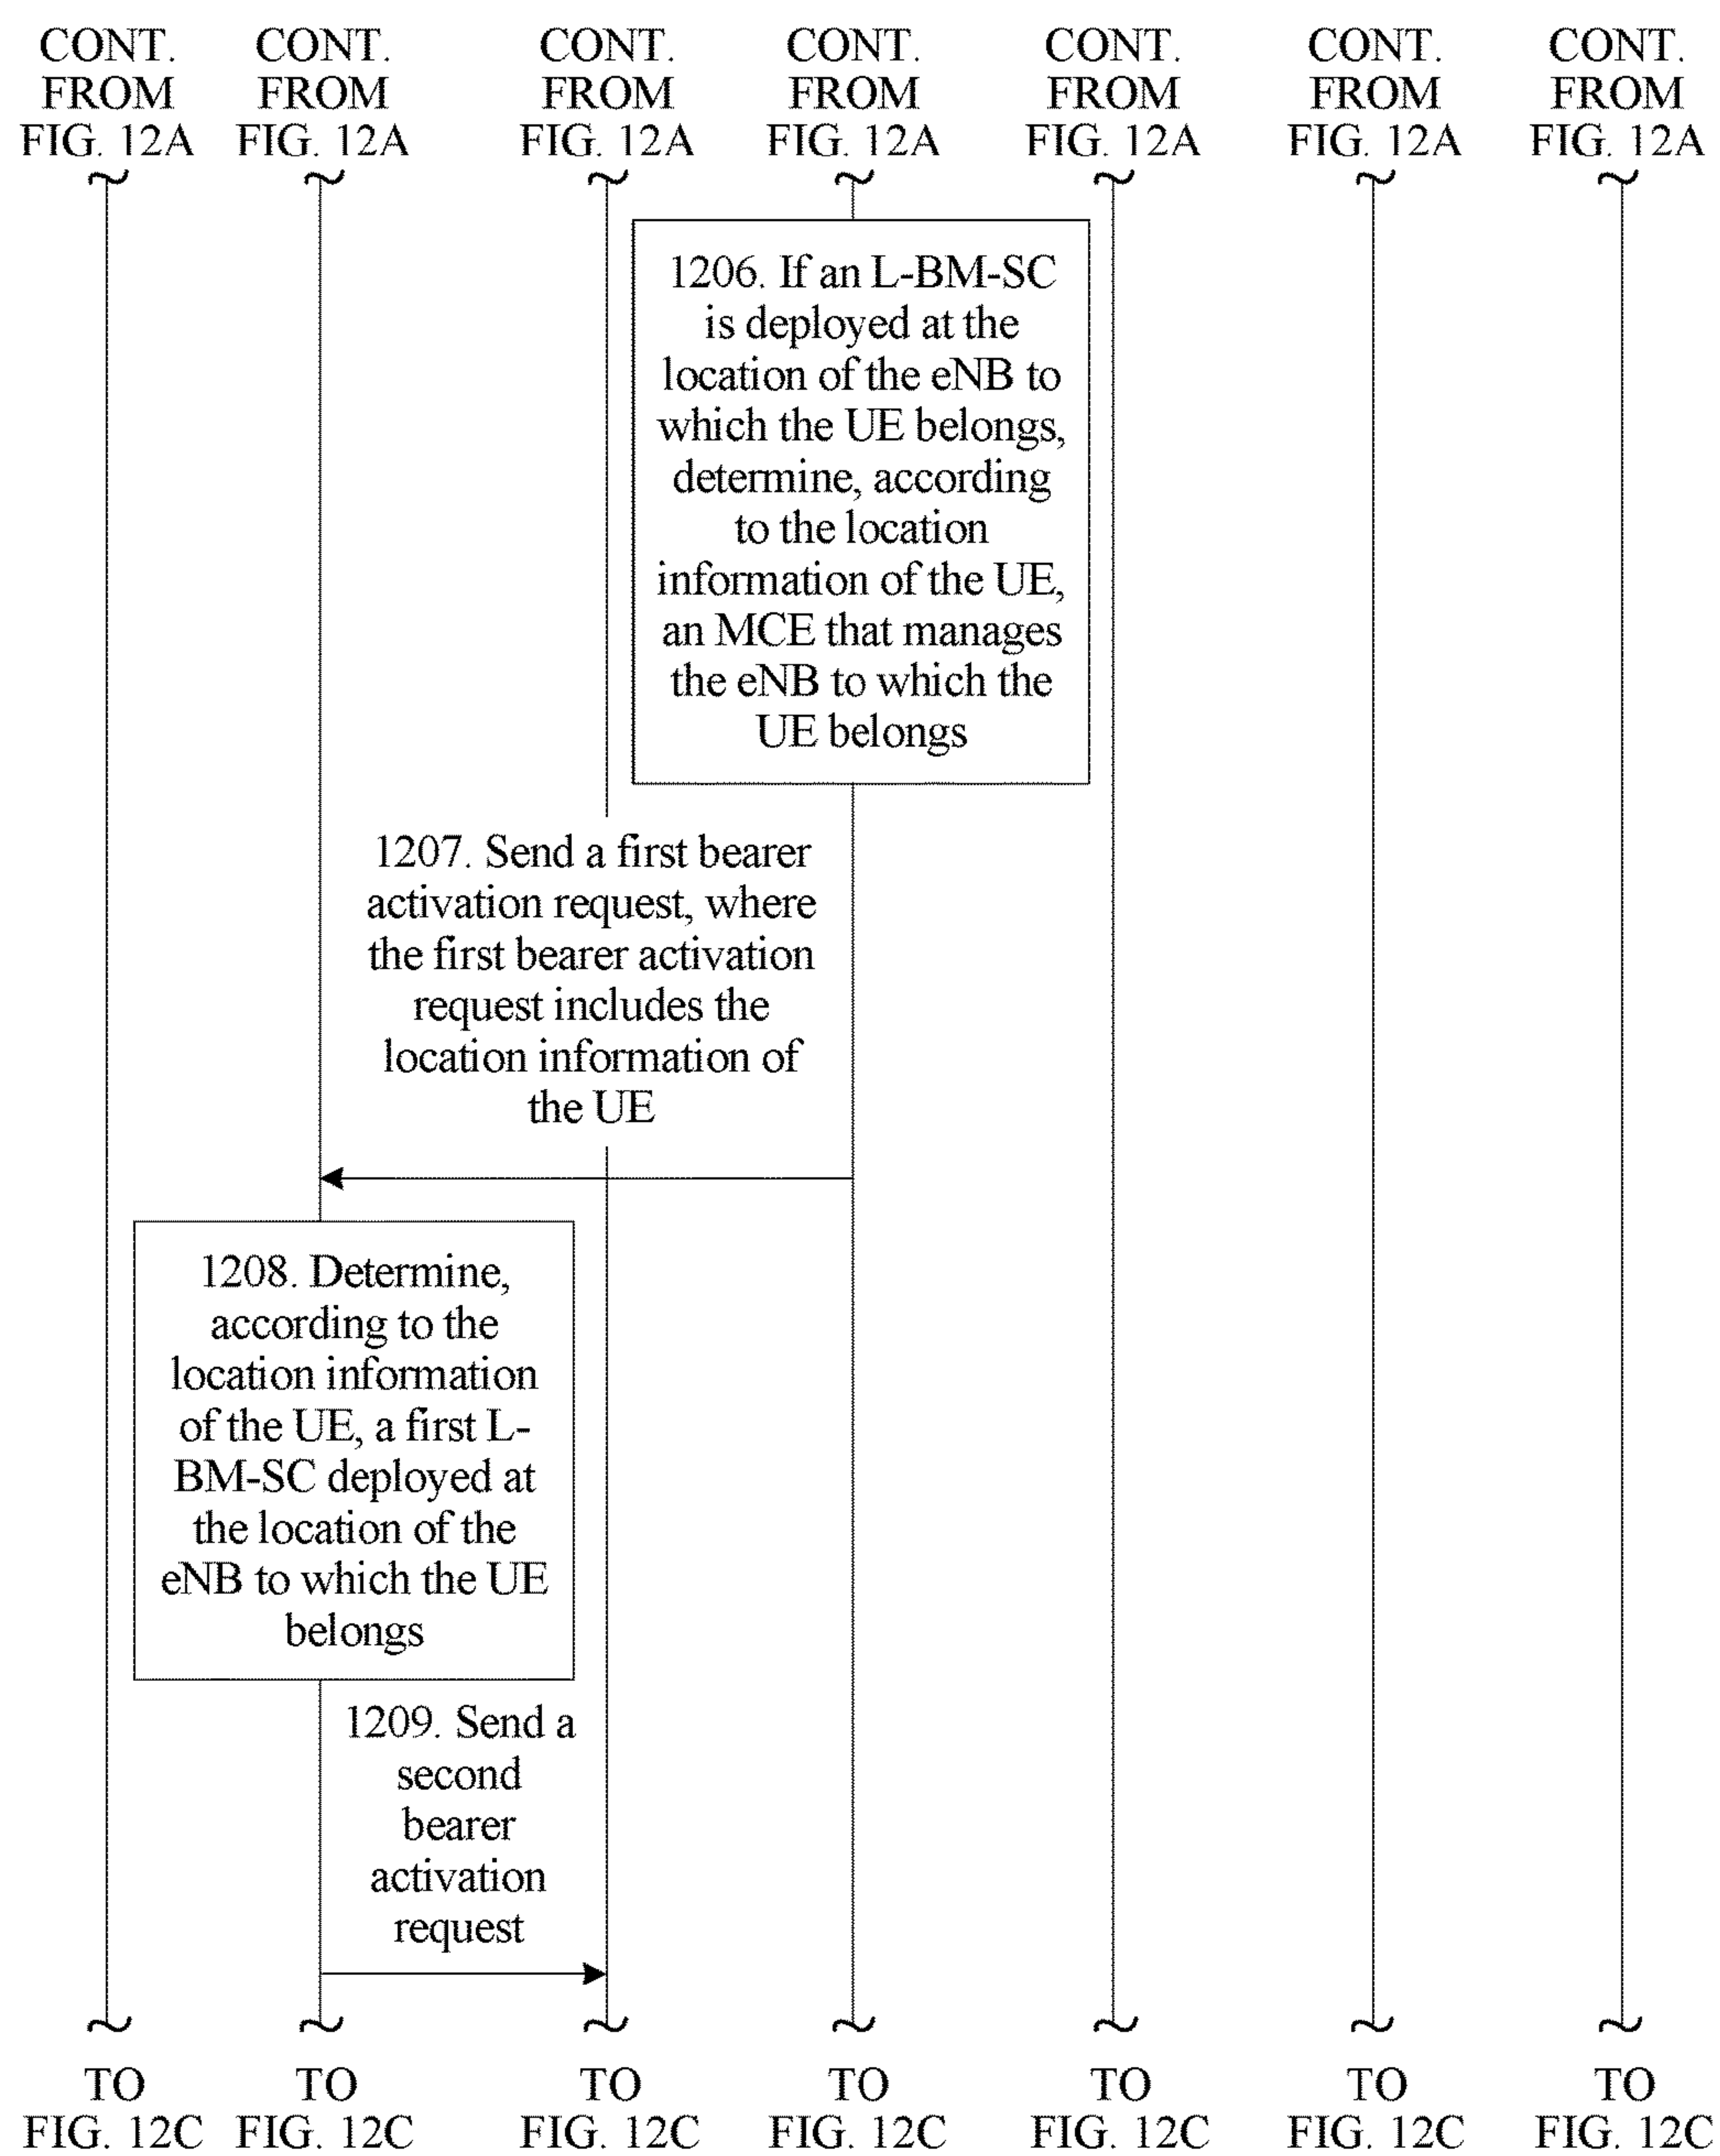 CONT. CONT. CONT. CONT. CONT. CONT. CONT.
FROM FROM FROM FROM FROM FROM FROM
FIG. 12A FIG. 12A FIG. 12A FIG. 12A FIG. 12A FIG. 12A FIG. 12A
1206. If an L-BM-SC
is deployed at the
location of the eNB to
which the UE belongs,
determine, according
to the location
information of the UE,
an MCE that manages
the eNB to which the
UE belongs
1207. Send a first bearer
activation request, where
the first bearer activation
request includes the
location information of
the UE
1208. Determine,
according to the
location information
of the UE, a first L-
BM-SC deployed at
the location of the
eNB to which the UE
belongs
1209. Send a
second
bearer
activation
request
TO TO TO TO TO TO TO
FIG. 12C FIG. 12C FIG. 12C FIG. 12C FIG. 12C FIG. 12C FIG. 12C